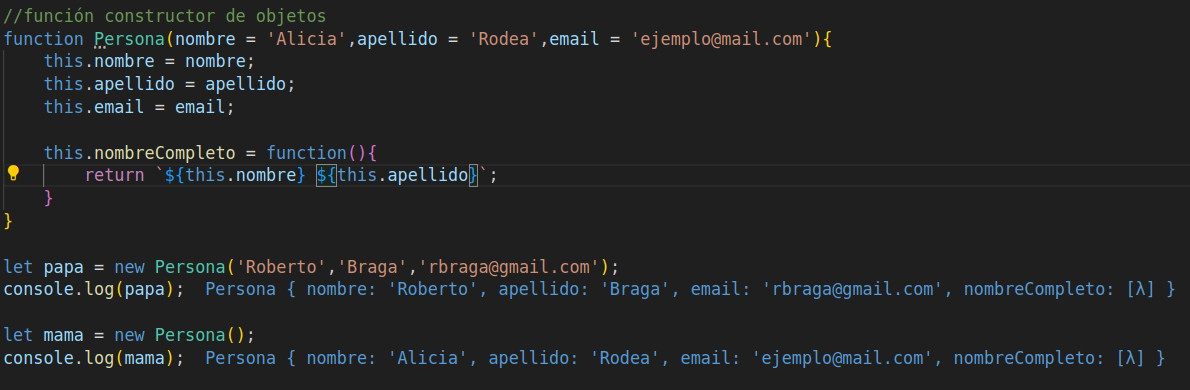 //función constructor de objetos
function Persona(nombre = 'Alicia',apellido = 'Rodea',email = 'ejemplo@mail.com'){
    this.nombre = nombre;
    this.apellido = apellido;
    this.email = email;

    this.nombreCompleto = function(){
        return `${this.nombre} ${this.apellido}`;
    }
}

let papa = new Persona('Roberto','Braga','rbraga@gmail.com');
console.log(papa);  Persona { nombre: 'Roberto', apellido: 'Braga', email: 'rbraga@gmail.com', nombreCompleto: [λ] }

let mama = new Persona();
console.log(mama);  Persona { nombre: 'Alicia', apellido: 'Rodea', email: 'ejemplo@mail.com', nombreCompleto: [λ] }